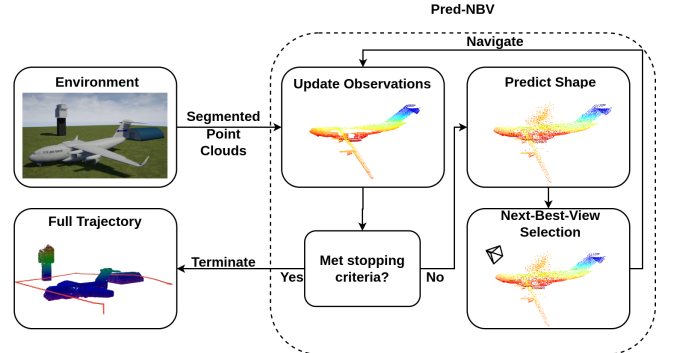 Pred-NBV
Navigate
Environment
Update Observations
Predict Shape
Segmented
Point
Clouds
Full Trajectory
Next-Best-View
Selection
Terminate
Yes
Met stopping
criteria?
No